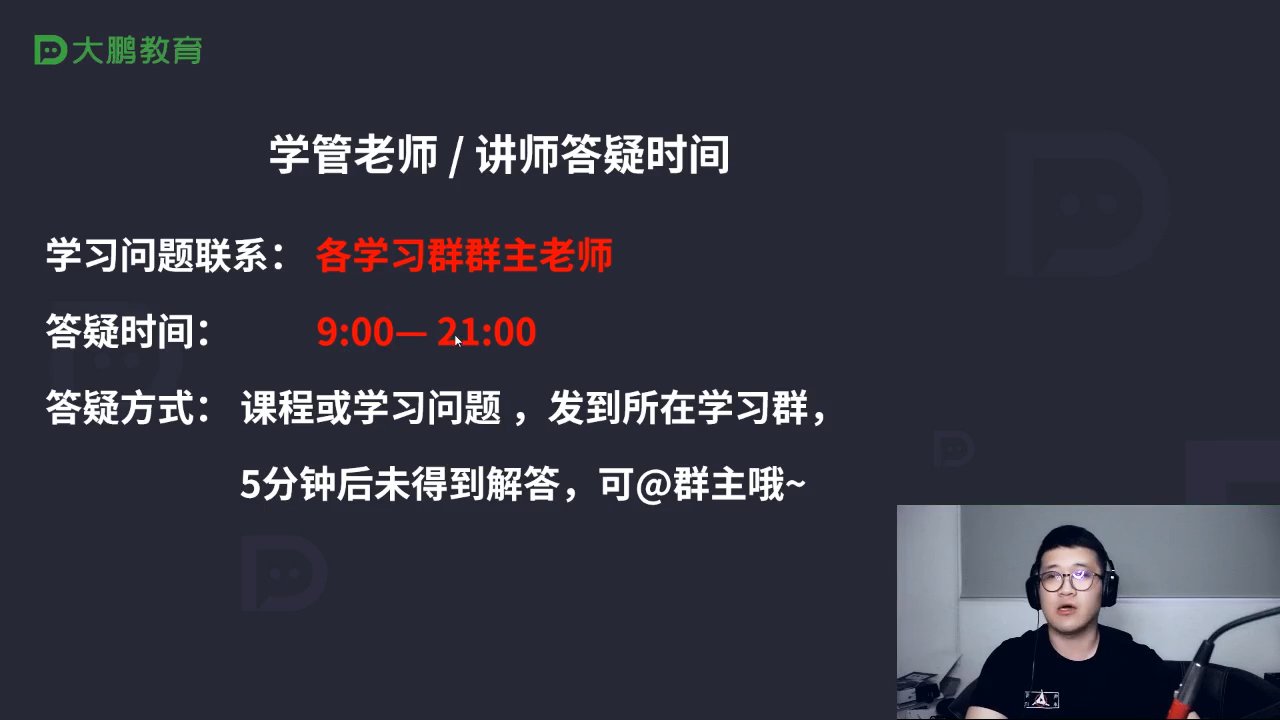 大鹏教育
学管老师 / 讲师答疑时间
学习问题联系： 各学习群群主老师
答疑时间： 9:00— 21:00
答疑方式： 课程或学习问题 ，发到所在学习群，
5分钟后未得到解答，可@群主哦~